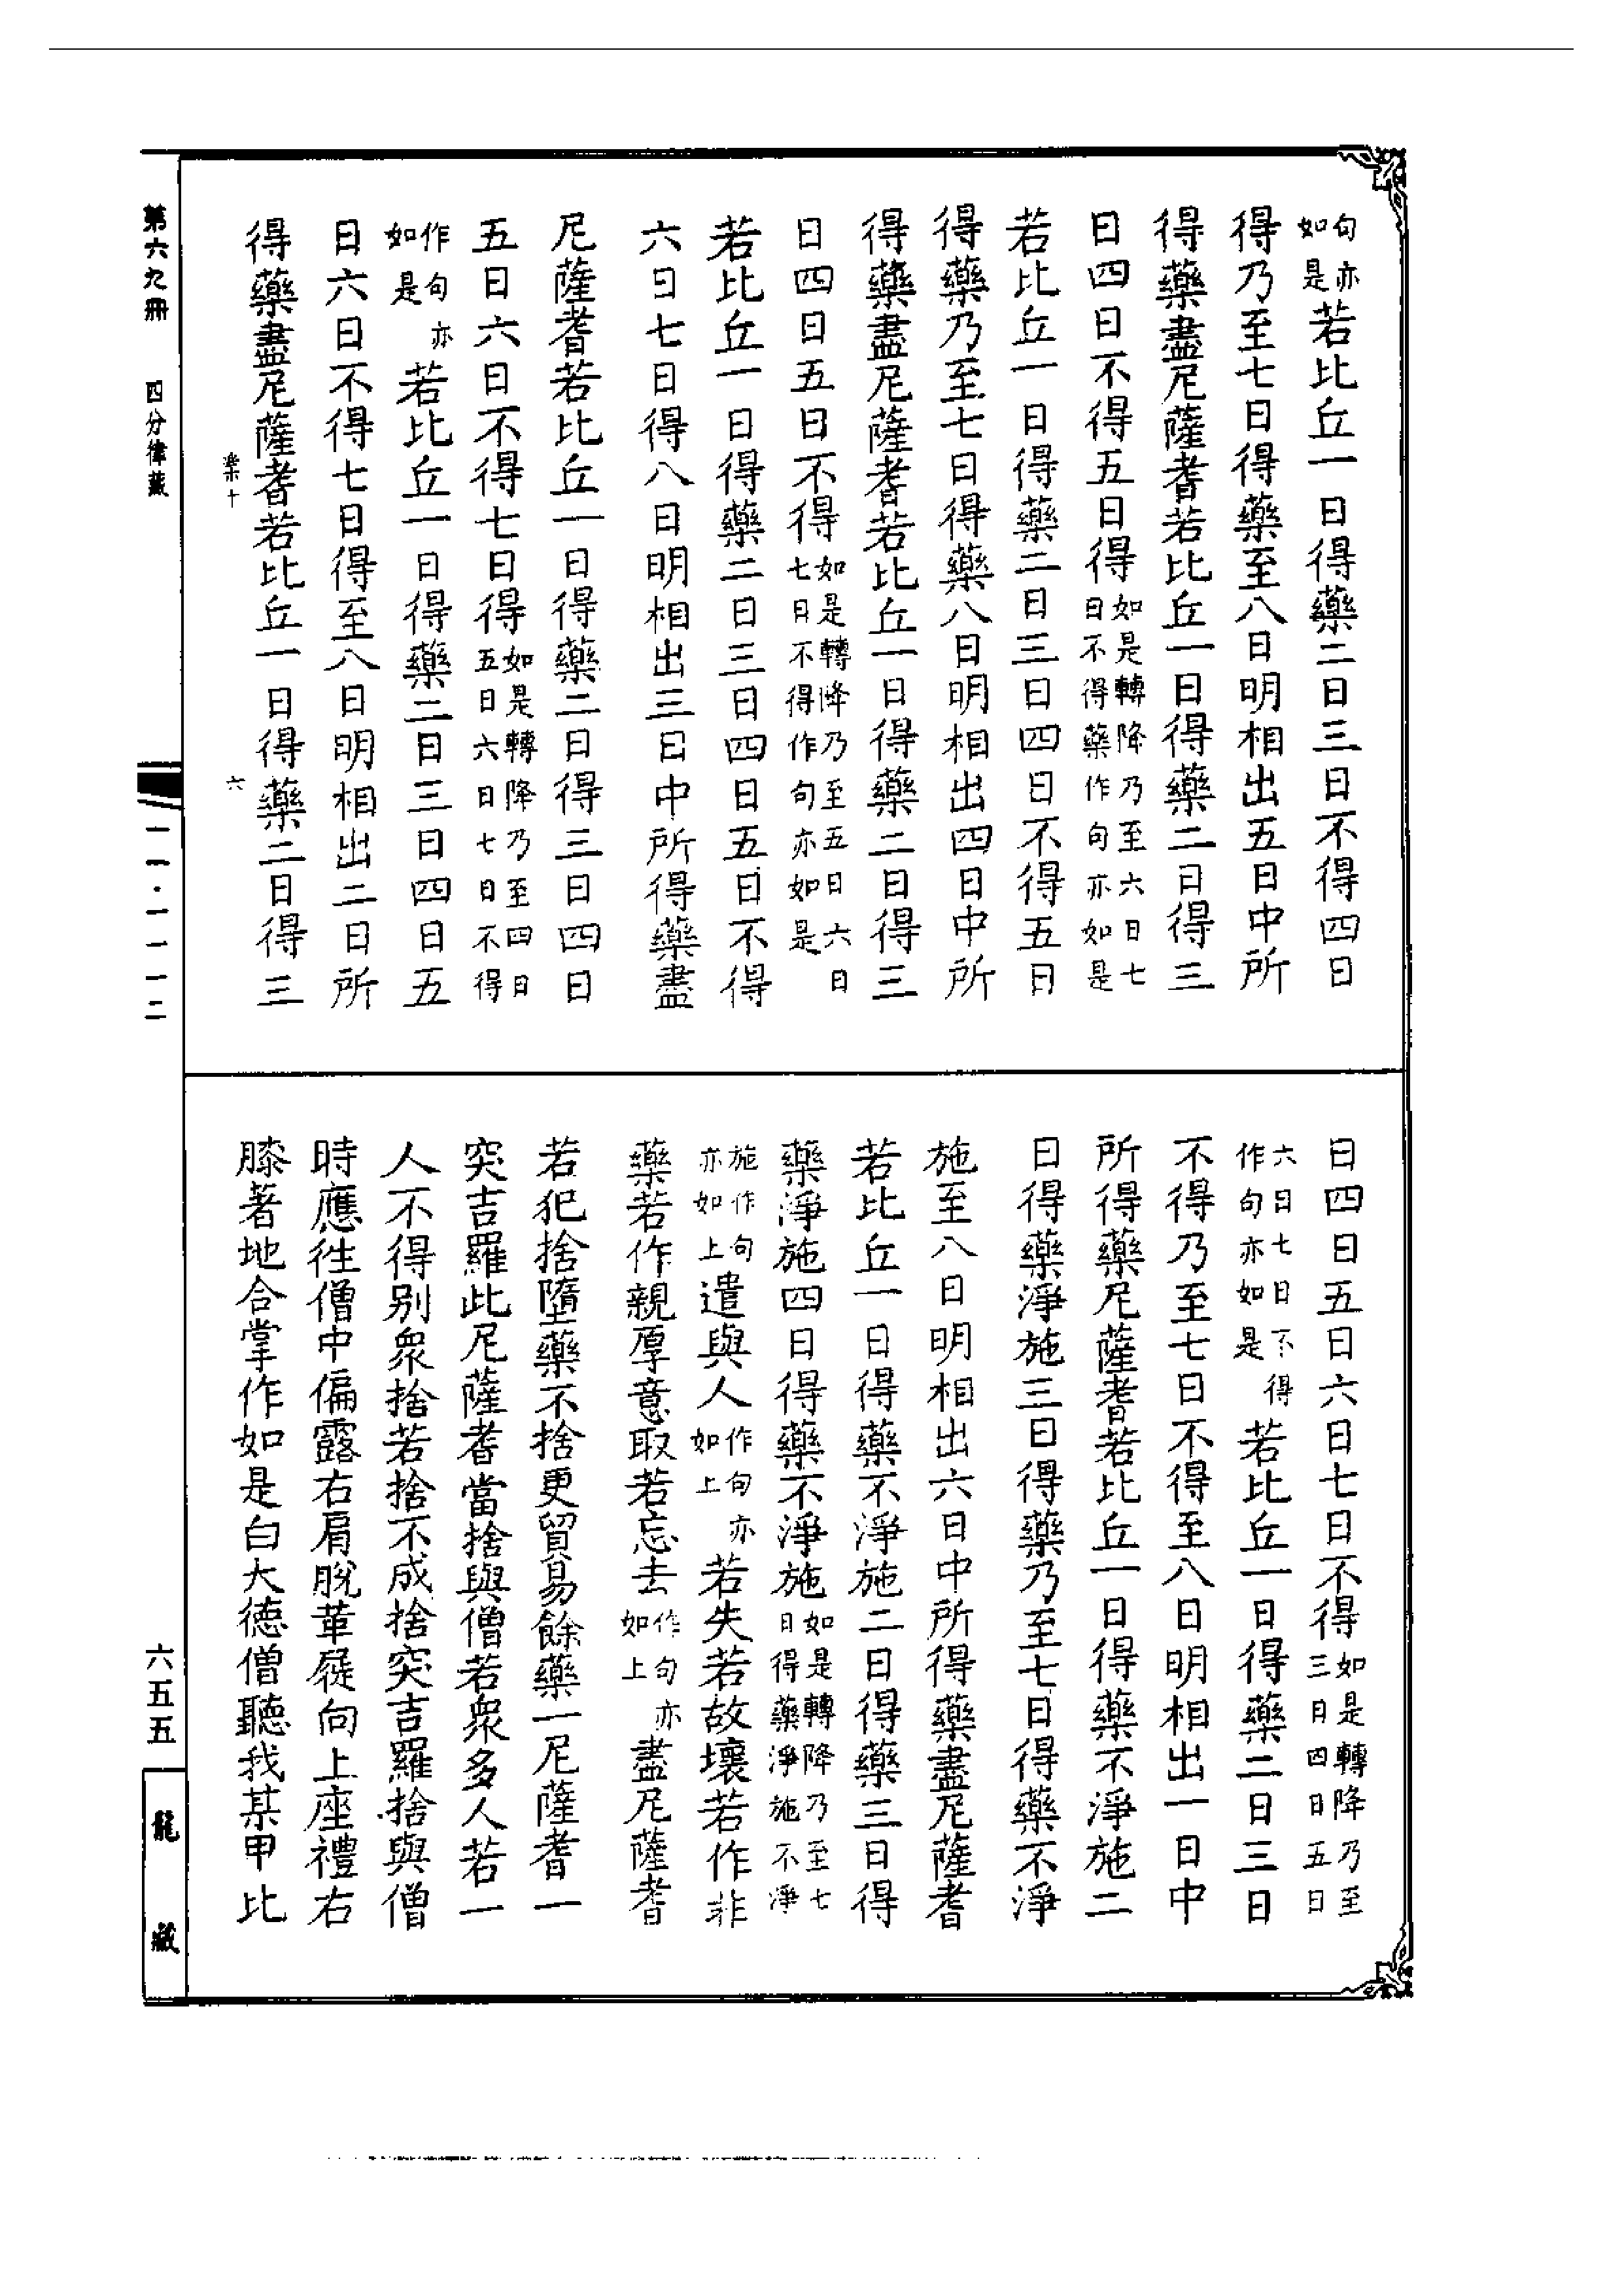 句亦如是若比丘一日得藥二日三日不得四日
得乃至七日得藥至八日明相出五日中所
得藥盡尼薩耆若比丘一日得藥二日得三
日四日不得五日得如是轉降乃至六日七日不得藥作句亦如是
若比丘一日得藥二日三日四日不得五日
得藥乃至七日得藥八日明相出四日中所
得藥盡尼薩耆若比丘一日得藥二日得三
日四日五日不得如是轉降乃至五日六日七日不得作句亦如是
若比丘一日得藥二日三日四日五日不得
六日七日得八日明相出三日中所得藥盡
尼薩耆若比丘一日得藥二日得三日四日
五日六日不得七日得如是轉降乃至四日五日六日七日不得
作句亦如是若比丘一日得藥二日三日四日五
日六日不得七日得至八日明相出二日所
得藥盡尼薩耆若比丘一日得藥二日得三
日四日五日六日七日不得如是轉降乃至三日四日五日
六日七日不得作句亦如是若比丘一日得藥二日三日
不得乃至七日不得至八日明相出一日中
所得藥尼薩耆若比丘一日得藥不淨施二
日得藥淨施三日得藥乃至七日得藥不淨
施至八日明相出六日中所得藥盡尼薩耆
若比丘一日得藥不淨施二日得藥三日得
藥淨施四日得藥不淨施如是轉降乃至七日得藥淨施不淨
施作句亦如上遣與人作句亦如上若失若故壞若作非
藥若作親厚意取若忘去作句亦如上盡尼薩耆
若犯捨墮藥不捨更貿易餘藥一尼薩耆一
突吉羅此尼薩耆當捨與僧若眾多人若一
人不得別眾捨若捨不成捨突吉羅捨與僧
時應往僧中偏露右肩脫革屣向上座禮右
膝著地合掌作如是白大德僧聽我某甲比
樂十
六
第六九冊
四分律藏
一一·一一一二
六五五
龍藏